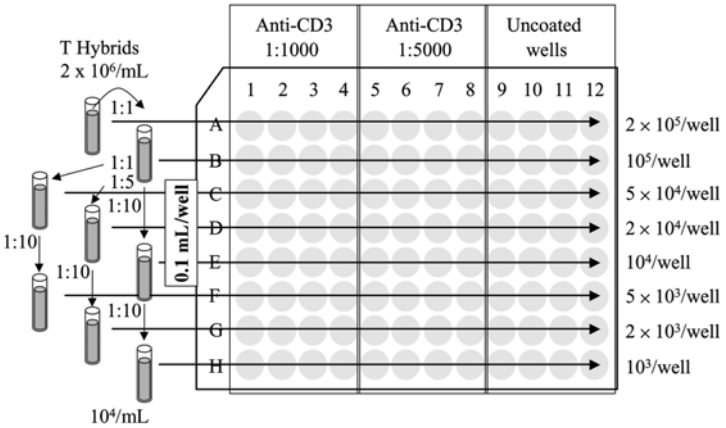 Anti-CD3
1:1000
Anti-CD3
1:5000
Uncoated
wells
T Hybrids
2 × 10⁶/mL
1 2 3 4 5 6 7 8 9 10 11 12
1:1
A
2 × 10⁵/well
1:1
B
10⁵/well
1:5
C
5 × 10⁴/well
1:10
D
2 × 10⁴/well
1:10
0.1 mL/well
E
10⁴/well
1:10
F
5 × 10³/well
1:10
G
2 × 10³/well
H
10³/well
10⁴/mL